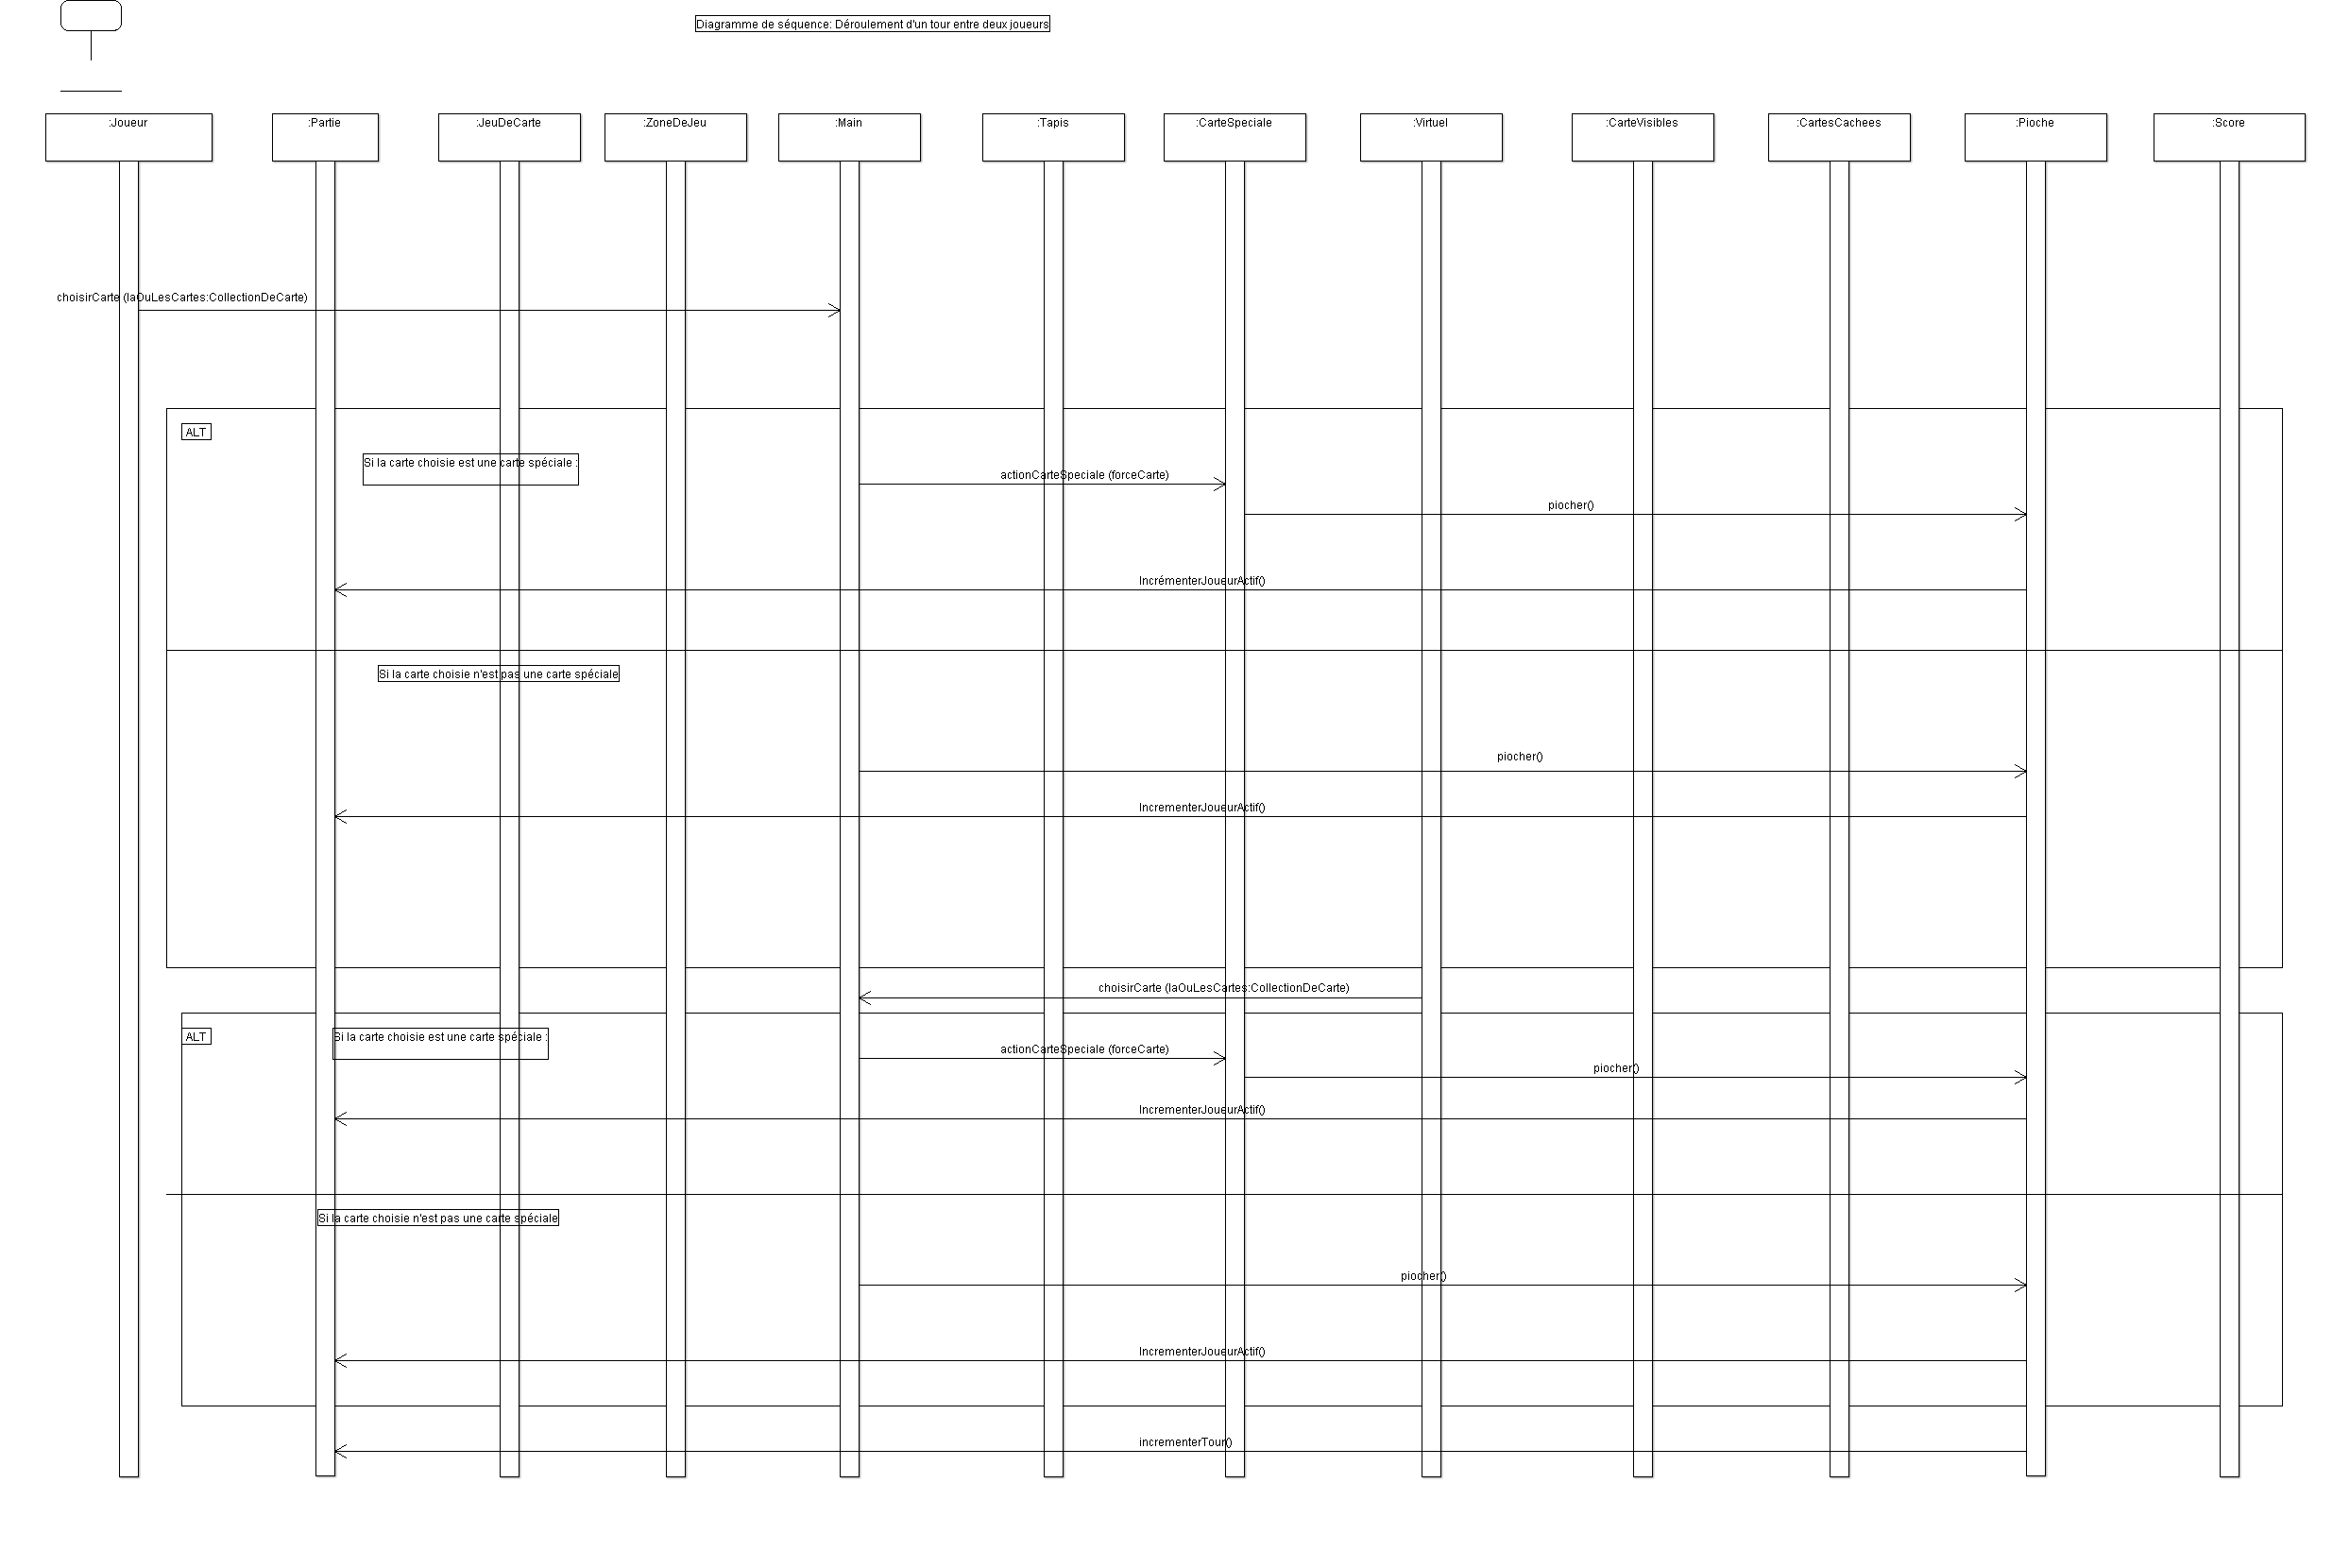 Diagramme de séquence: Déroulement d'un tour entre deux joueurs
:Joueur
:Partie
:JeuDeCarte
:ZoneDeJeu
:Main
:Tapis
:CarteSpeciale
:Virtuel
:CarteVisibles
:CartesCachees
:Pioche
:Score
choisirCarte (laOuLesCartes:CollectionDeCarte)
ALT
Si la carte choisie est une carte spéciale :
actionCarteSpeciale (forceCarte)
piocher()
IncrémenterJoueurActif()
Si la carte choisie n'est pas une carte spéciale
piocher()
IncrementerJoueurActif()
choisirCarte (laOuLesCartes:CollectionDeCarte)
ALT
Si la carte choisie est une carte spéciale :
actionCarteSpeciale (forceCarte)
piocher()
IncrementerJoueurActif()
Si la carte choisie n'est pas une carte spéciale
piocher()
IncrementerJoueurActif()
incrementerTour()